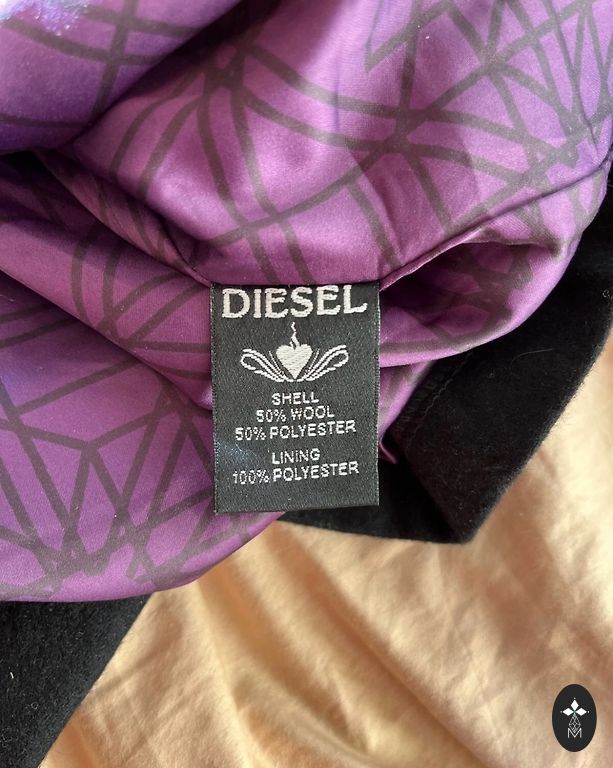 DIESEL
SHELL
50% WOOL
50% POLYESTER
LINING
100% POLYESTER
M